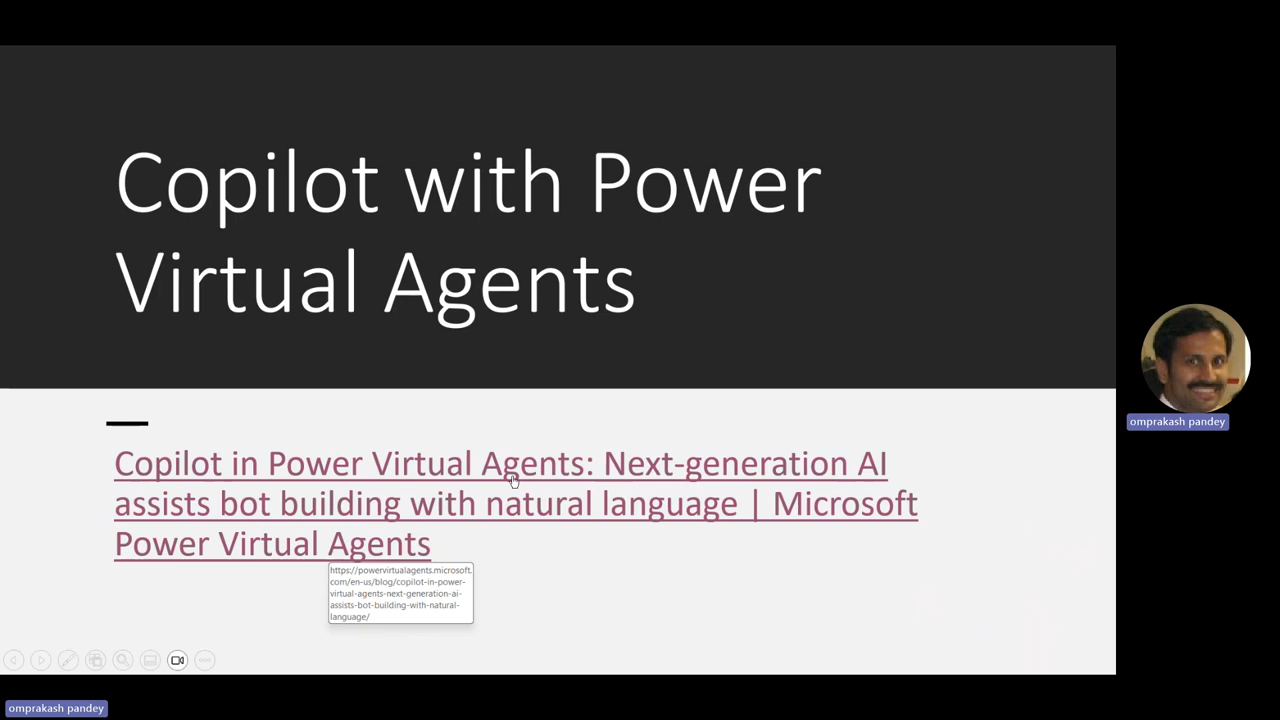 Copilot with Power
Virtual Agents
Copilot in Power Virtual Agents: Next-generation AI
assists bot building with natural language | Microsoft
Power Virtual Agents
https://powervirtualagents.microsoft.
com/en-us/blog/copilot-in-power-
virtual-agents-next-generation-ai-
assists-bot-building-with-natural-
language/
omprakash pandey
omprakash pandey